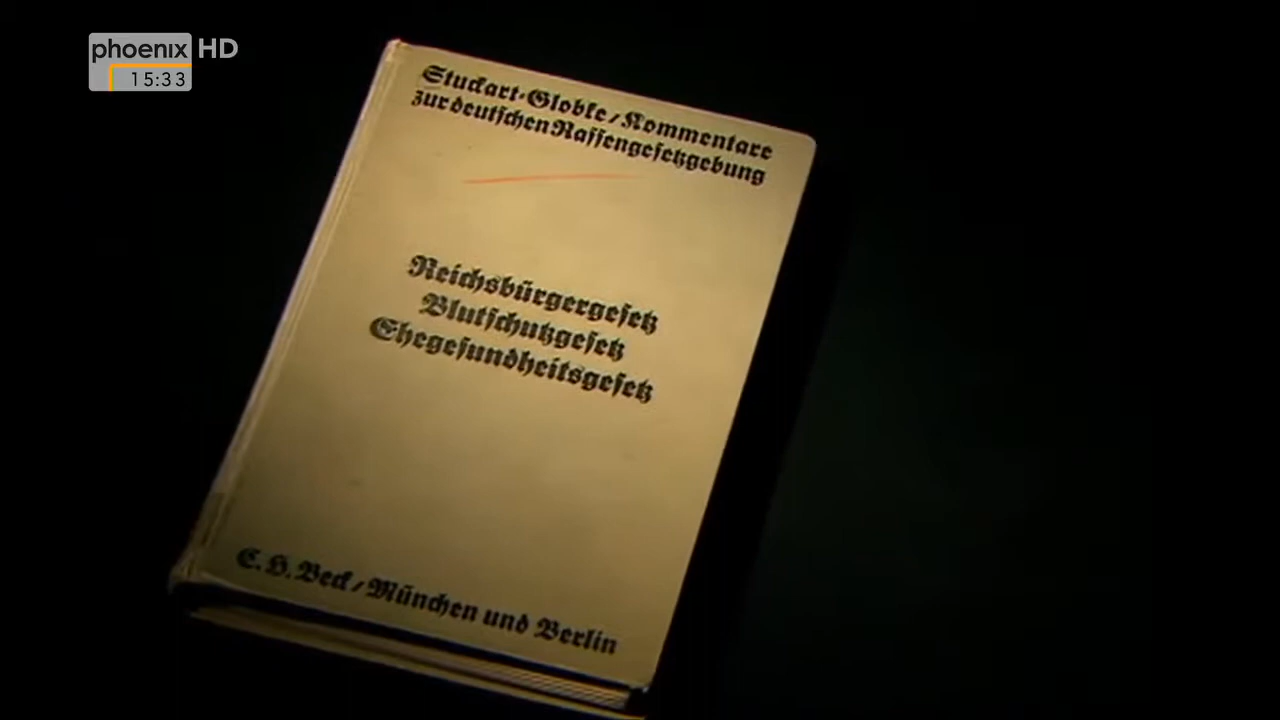 phoenix HD
15:33
Stuckart-Globke/Kommentare
zur deutschen Rassengesetzgebung
Reichsbürgergesetz
Blutschutzgesetz
Ehegesundheitsgesetz
C. H. Beck/München und Berlin